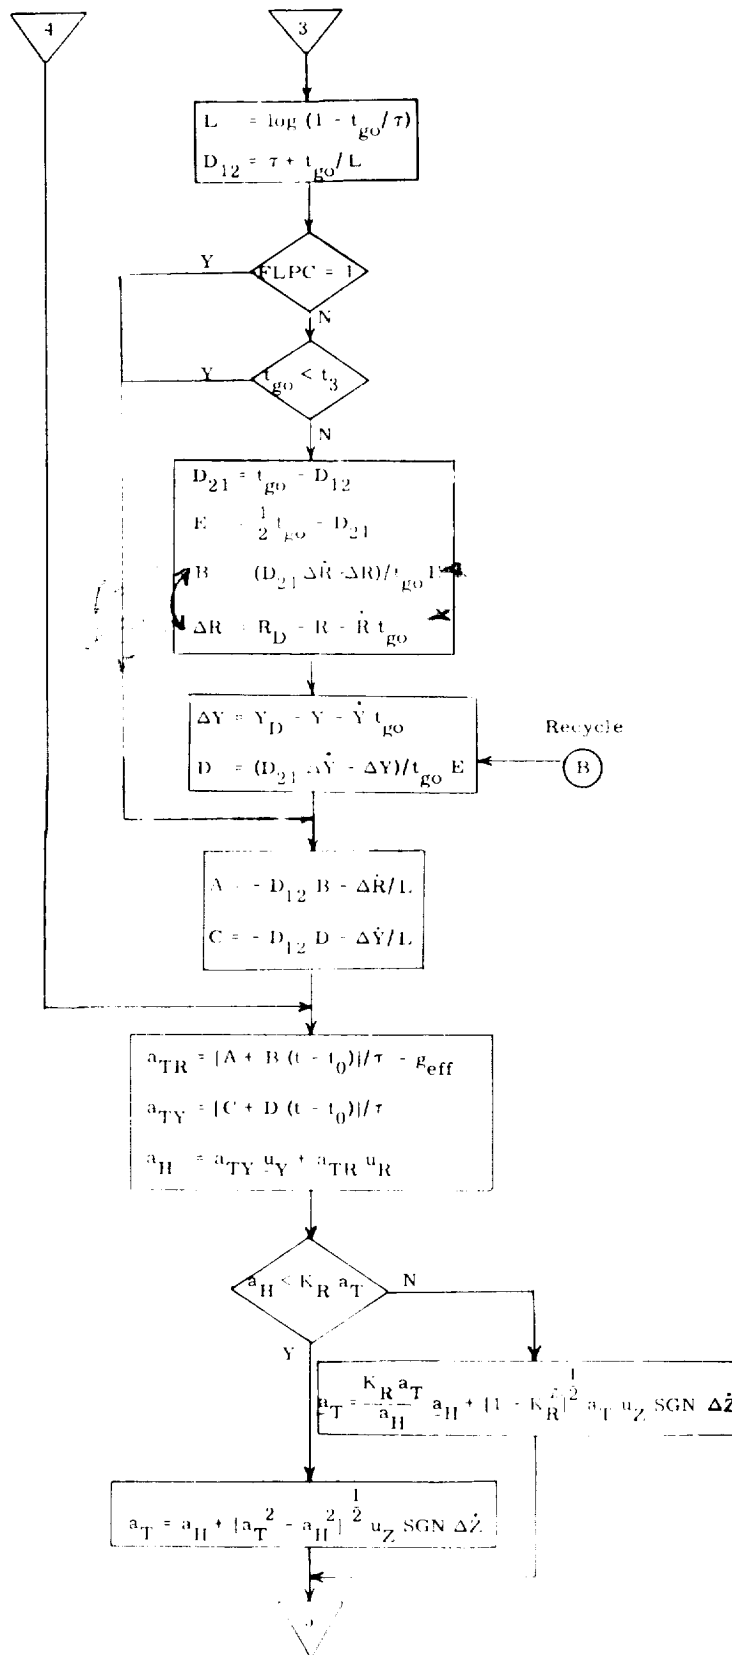 4
3
L = log (1 - t_go/τ)
D_12 = τ + t_go/L
Y
FLPC = 1
N
Y
t_go < t_3
N
D_21 = t_go - D_12
E = 1/2 t_go - D_21
B (D_21 ΔṘ - ΔR)/t_go E
ΔR = R_D - R - Ṙ t_go
ΔY = Y_D - Y - Ẏ t_go
D = (D_21 ΔẎ - ΔY)/t_go E
Recycle
B
A = - D_12 B - ΔṘ/L
C = - D_12 D - ΔẎ/L
a_TR = [A + B (t - t_0)]/τ - g_eff
a_TY = [C + D (t - t_0)]/τ
a_H = a_TY u_Y + a_TR u_R
a_H < K_R a_T
N
Y
a_T = K_R a_T/a_H a_H + [1 - K_R^2]^1/2 a_T u_Z SGN ΔŻ
a_T = a_H + [a_T^2 - a_H^2]^1/2 u_Z SGN ΔŻ